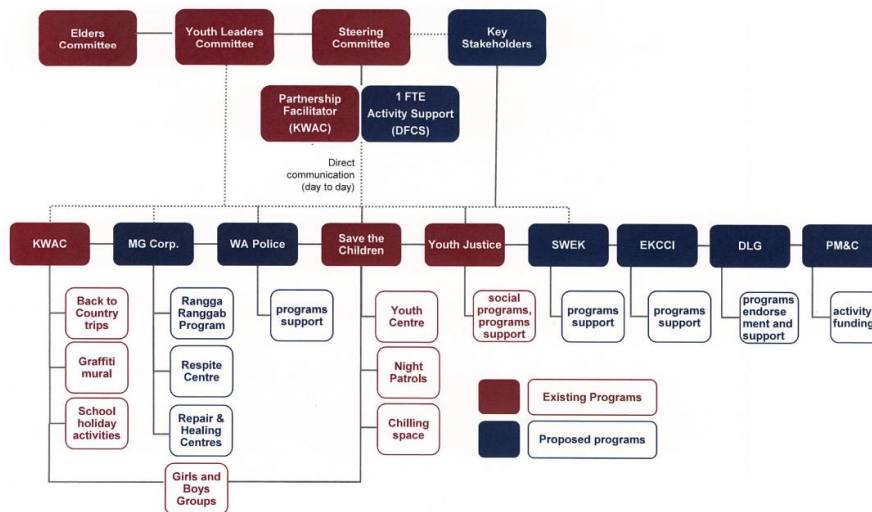 Elders
Committee
Youth Leaders
Committee
Steering
Committee
Key
Stakeholders
Partnership
Facilitator
(KWAC)
1 FTE
Activity Support
(DFCS)
Direct
communication
(day to day)
KWAC
MG Corp.
WA Police
Save the
Children
Youth Justice
SWEK
EKCCI
DLG
PM&C
Back to
Country
trips
Graffiti
mural
School
holiday
activities
Rangga
Ranggab
Program
Respite
Centre
Repair &
Healing
Centres
programs
support
Youth
Centre
Night
Patrols
Chilling
space
social
programs,
programs
support
programs
support
programs
support
programs
endorse
ment and
support
activity
funding
Girls and
Boys
Groups
Existing Programs
Proposed programs